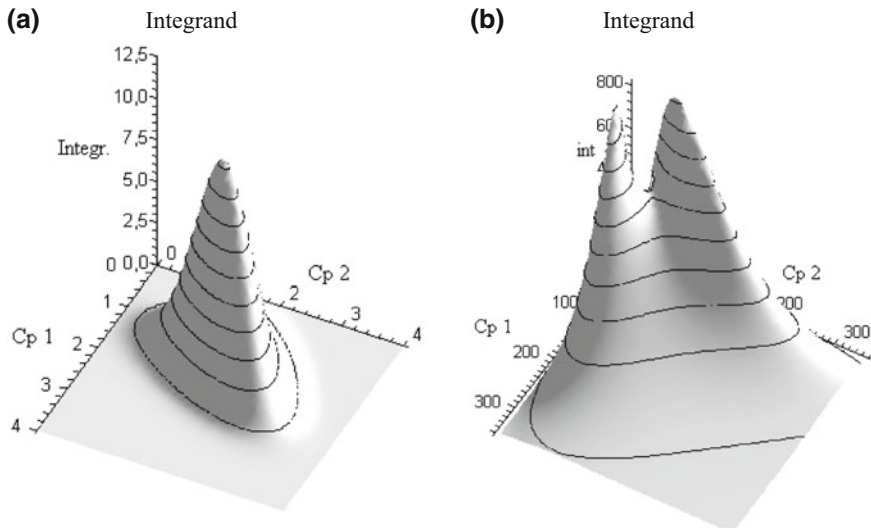 (a) Integrand
12,5
10,0
Integr. 7,5
5,0
2,5
0 0,0 0
1 Cp 2 2
Cp 1 2 3
3 4
4
(b) Integrand
800
600
int 4
Cp 2
100 200
Cp 1 300
200
300